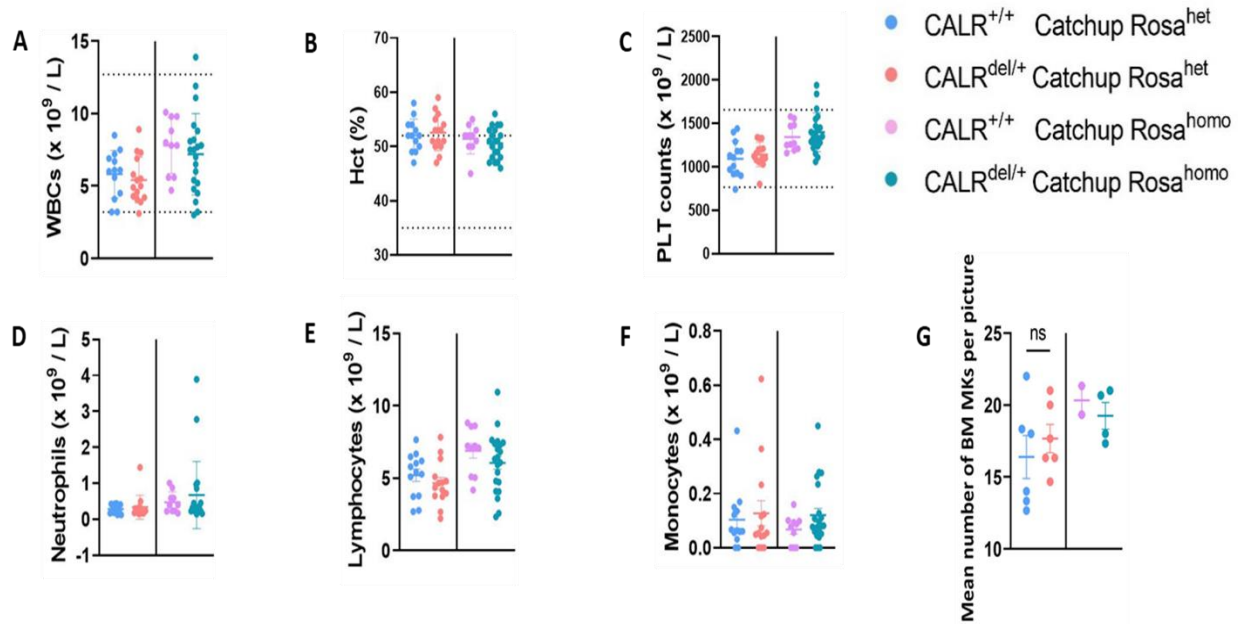 A
WBCs (x 10⁹ / L)
15
10
5
0
B
Hct (%)
70
60
50
40
30
C
PLT counts (x 10⁹ / L)
2500
2000
1500
1000
500
0
CALR+/+ Catchup Rosahet
CALRdel/+ Catchup Rosahet
CALR+/+ Catchup Rosahomo
CALRdel/+ Catchup Rosahomo
D
Neutrophils (x 10⁹ / L)
5
4
3
2
1
0
-1
E
Lymphocytes (x 10⁹ / L)
15
10
5
0
F
Monocytes (x 10⁹ / L)
0.8
0.6
0.4
0.2
0.0
G
Mean number of BM MKs per picture
25
20
15
10
ns